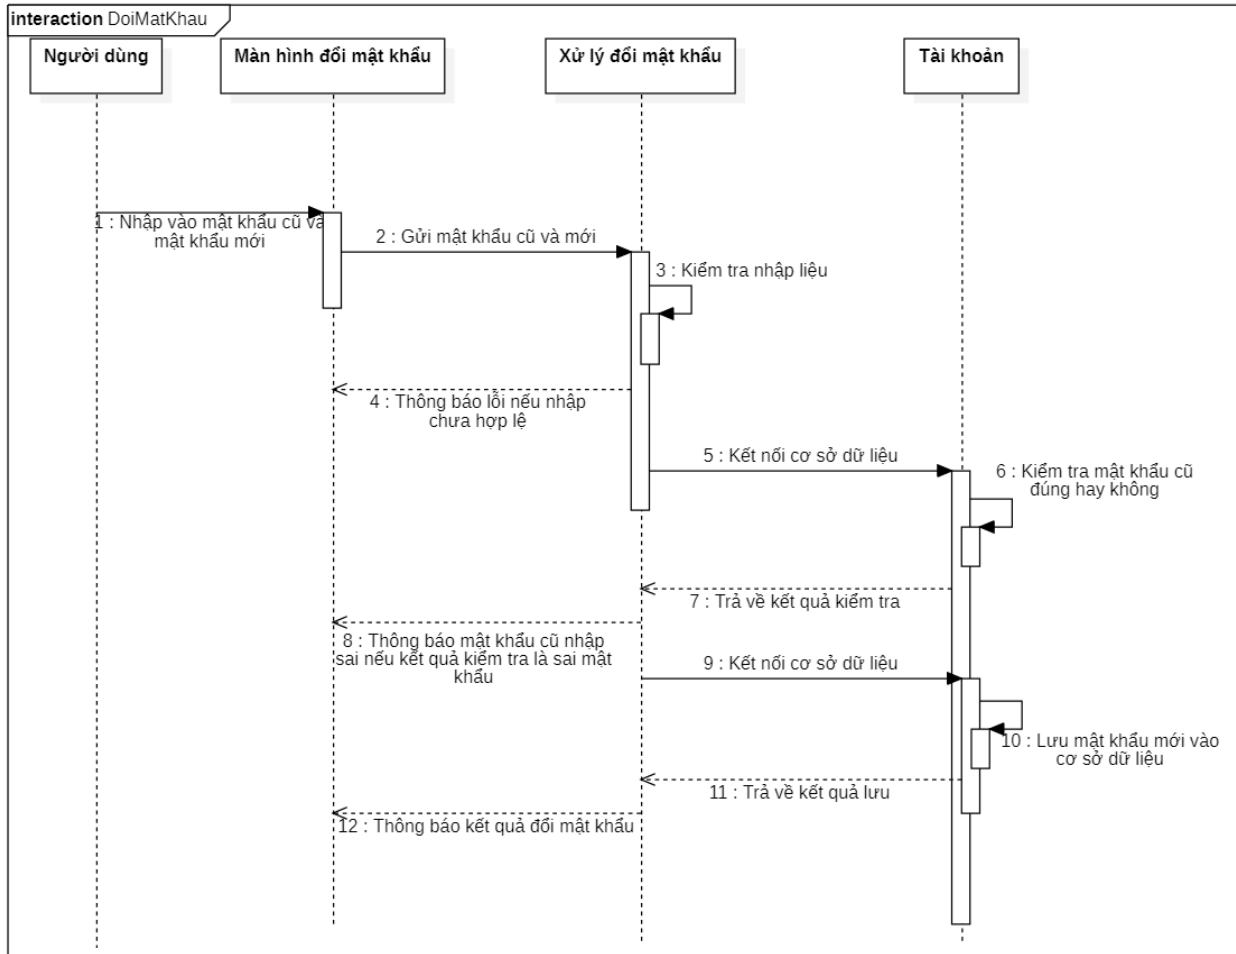 interaction DoiMatKhau
Người dùng
Màn hình đổi mật khẩu
Xử lý đổi mật khẩu
Tài khoản
1 : Nhập vào mật khẩu cũ và
mật khẩu mới
2 : Gửi mật khẩu cũ và mới
3 : Kiểm tra nhập liệu
4 : Thông báo lỗi nếu nhập
chưa hợp lệ
5 : Kết nối cơ sở dữ liệu
6 : Kiểm tra mật khẩu cũ
đúng hay không
7 : Trả về kết quả kiểm tra
8 : Thông báo mật khẩu cũ nhập
sai nếu kết quả kiểm tra là sai mật
khẩu
9 : Kết nối cơ sở dữ liệu
10 : Lưu mật khẩu mới vào
cơ sở dữ liệu
11 : Trả về kết quả lưu
12 : Thông báo kết quả đổi mật khẩu